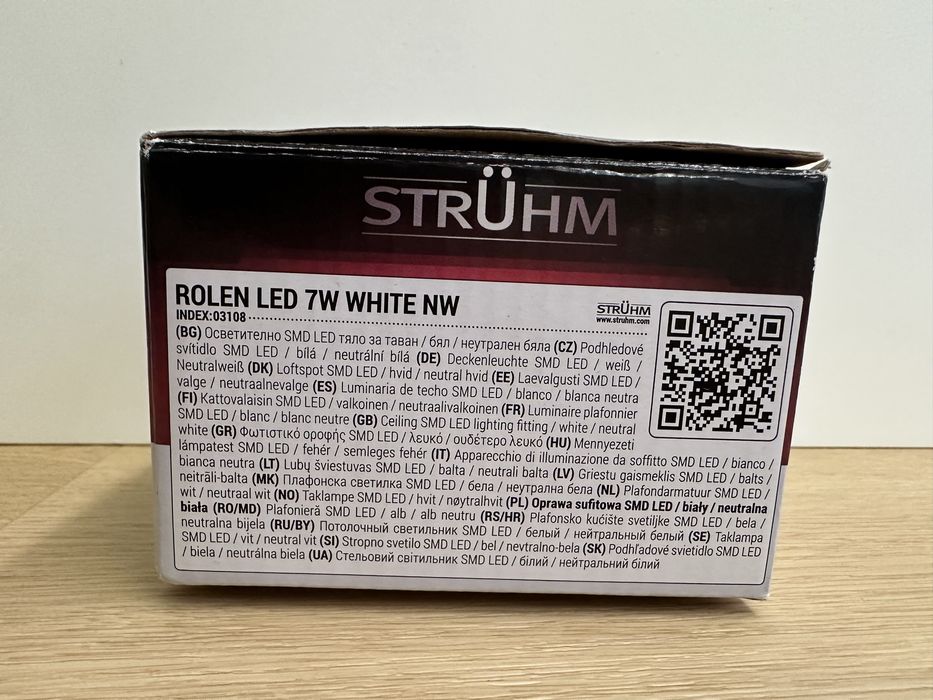 STRÜHM
ROLEN LED 7W WHITE NW
INDEX:03108
STRÜHM
www.struhm.com
(BG) Осветително SMD LED тяло за таван / бял / неутрален бяла (CZ) Podhledové
svítidlo SMD LED / bílá / neutrální bílá (DE) Deckenleuchte SMD LED / weiß /
Neutralweiß (DK) Loftspot SMD LED / hvid / neutral hvid (EE) Laevalgusti SMD LED /
valge / neutraalnevalge (ES) Luminaria de techo SMD LED / blanco / blanca neutra
(FI) Kattovalaisin SMD LED / valkoinen / neutraalivalkoinen (FR) Luminaire plafonnier
SMD LED / blanc / blanc neutre (GB) Ceiling SMD LED lighting fitting / white / neutral
white (GR) Φωτιστικό οροφής SMD LED / λευκό / ουδέτερο λευκό (HU) Mennyezeti
lámpatest SMD LED / fehér / semleges fehér (IT) Apparecchio di illuminazione da soffitto SMD LED / bianco /
bianca neutra (LT) Lubų šviestuvas SMD LED / balta / neutrali balta (LV) Griestu gaismeklis SMD LED / balts /
neitrāli-balta (MK) Плафонска светилка SMD LED / бела / неутрална бела (NL) Plafondarmatuur SMD LED /
wit / neutraal wit (NO) Taklampe SMD LED / hvit / nøytralhvit (PL) Oprawa sufitowa SMD LED / biały / neutralna
biała (RO/MD) Plafonieră SMD LED / alb / alb neutru (RS/HR) Plafonsko kućište svetiljke SMD LED / bela /
neutralna bijela (RU/BY) Потолочный светильник SMD LED / белый / нейтральный белый (SE) Taklampa
SMD LED / vit / neutral vit (SI) Stropno svetilo SMD LED / bel / nevtralno-bela (SK) Podhľadové svietidlo SMD LED
/ biela / neutrálna biela (UA) Стельовий світильник SMD LED / білий / нейтральний білий